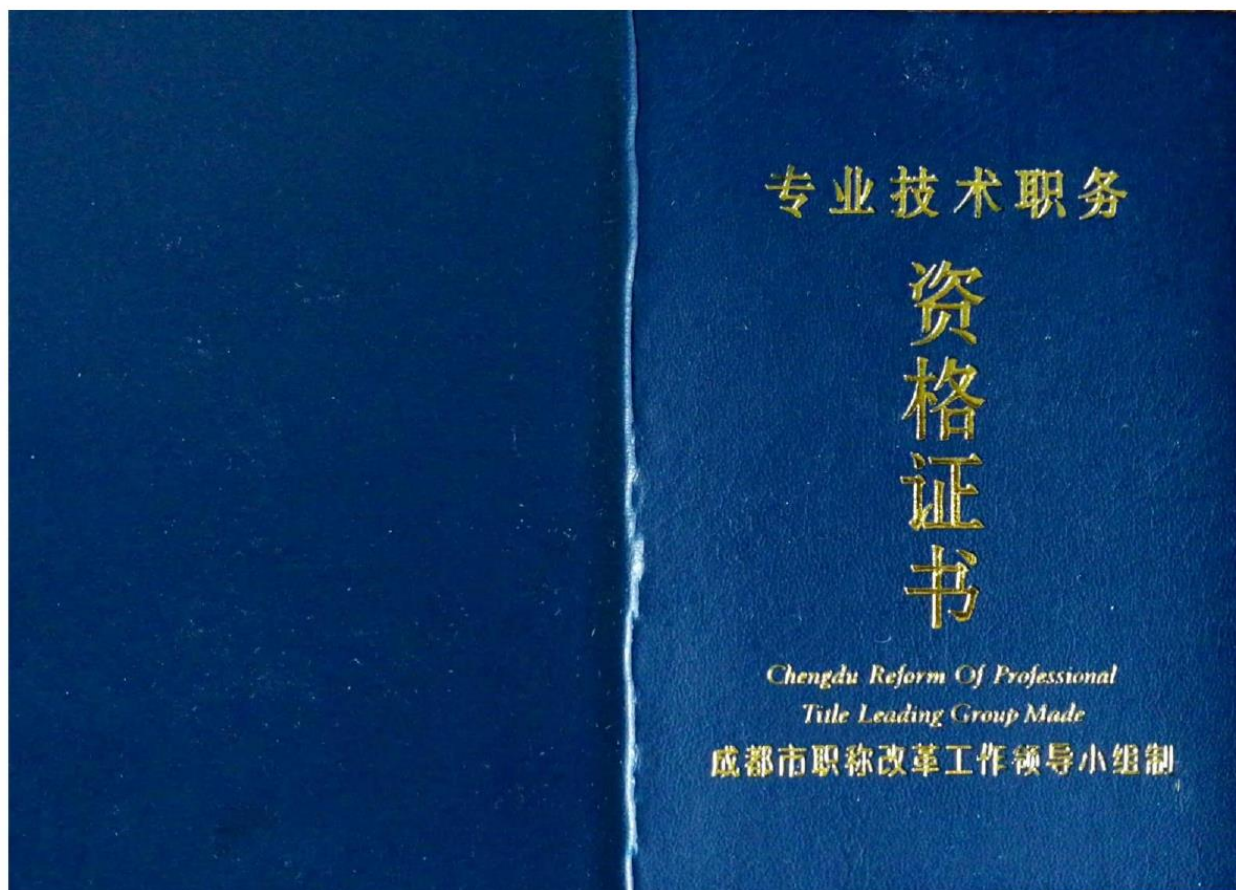 专业技术职务
资格证书
Chengdu Reform Of Professional
Title Leading Group Made
成都市职称改革工作领导小组制